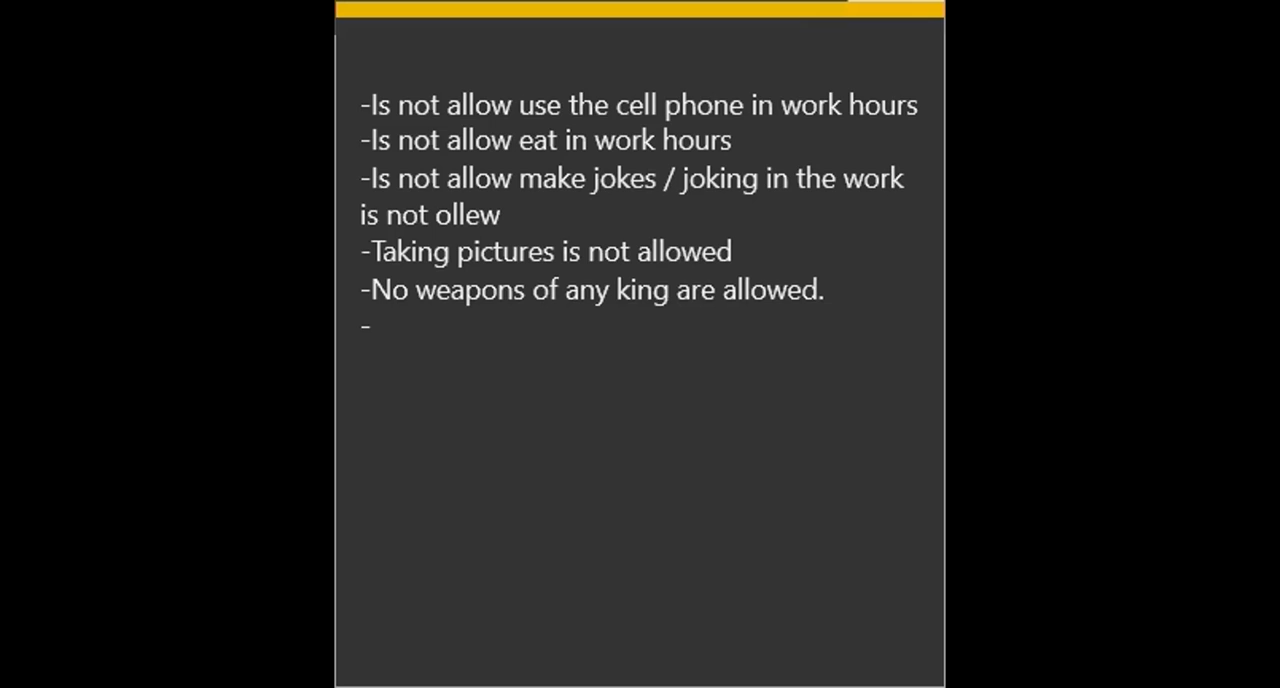 -Is not allow use the cell phone in work hours
-Is not allow eat in work hours
-Is not allow make jokes / joking in the work
is not ollew
-Taking pictures is not allowed
-No weapons of any king are allowed.
-